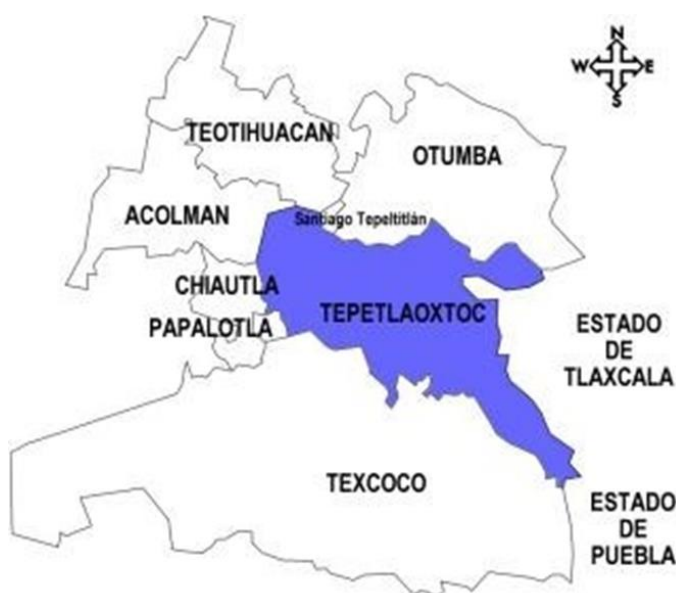 N
W E
S
TEOTIHUACAN
OTUMBA
ACOLMAN
Santiago Tepeltitlán
CHIAUTLA
TEPETLAOXTOC
PAPALOTLA
ESTADO
DE
TLAXCALA
TEXCOCO
ESTADO
DE
PUEBLA